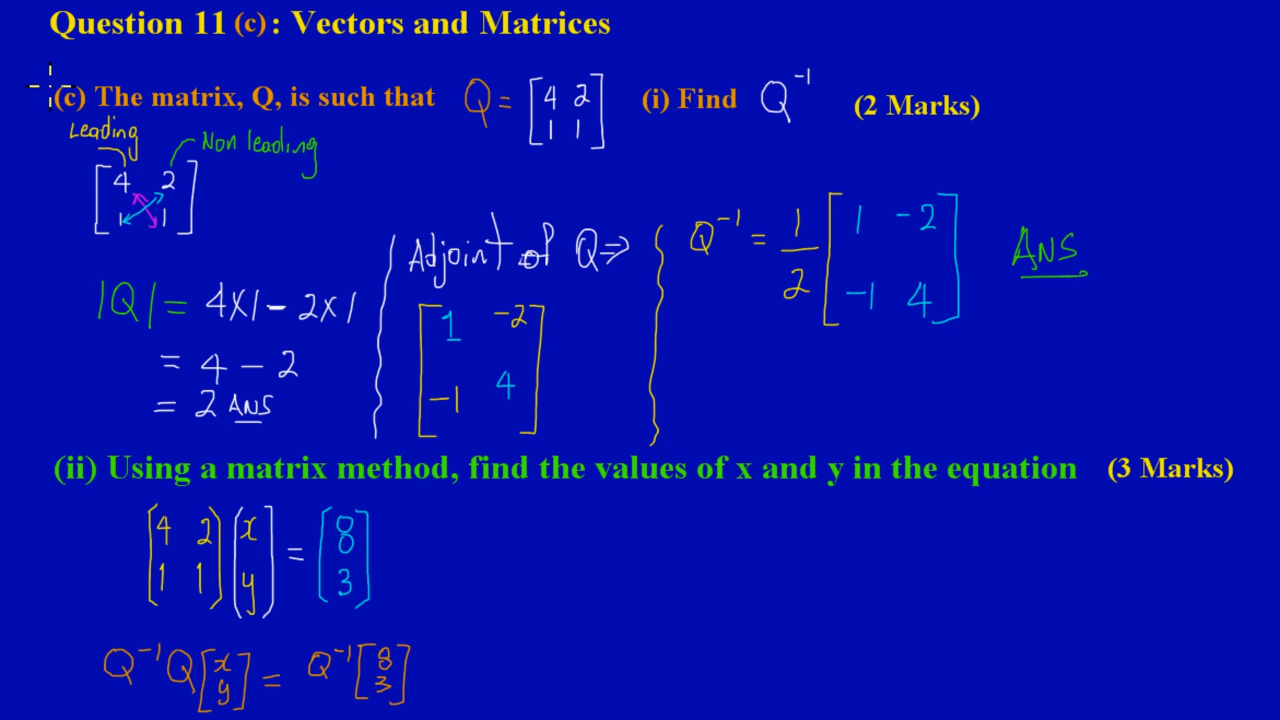 Question 11 (c) : Vectors and Matrices
(c) The matrix, Q, is such that Q = [4 2
1 1] (i) Find Q⁻¹ (2 Marks)
Leading Non leading
[4 2
1 1]
|Q| = 4×1 − 2×1
= 4 − 2
= 2 ANS
Adjoint of Q ⇒
[1 -2
-1 4]
Q⁻¹ = 1/2 [1 -2
-1 4] ANS
(ii) Using a matrix method, find the values of x and y in the equation (3 Marks)
(4 2
1 1) (x
y) = [8
3]
Q⁻¹Q [x
y] = Q⁻¹ [8
3]